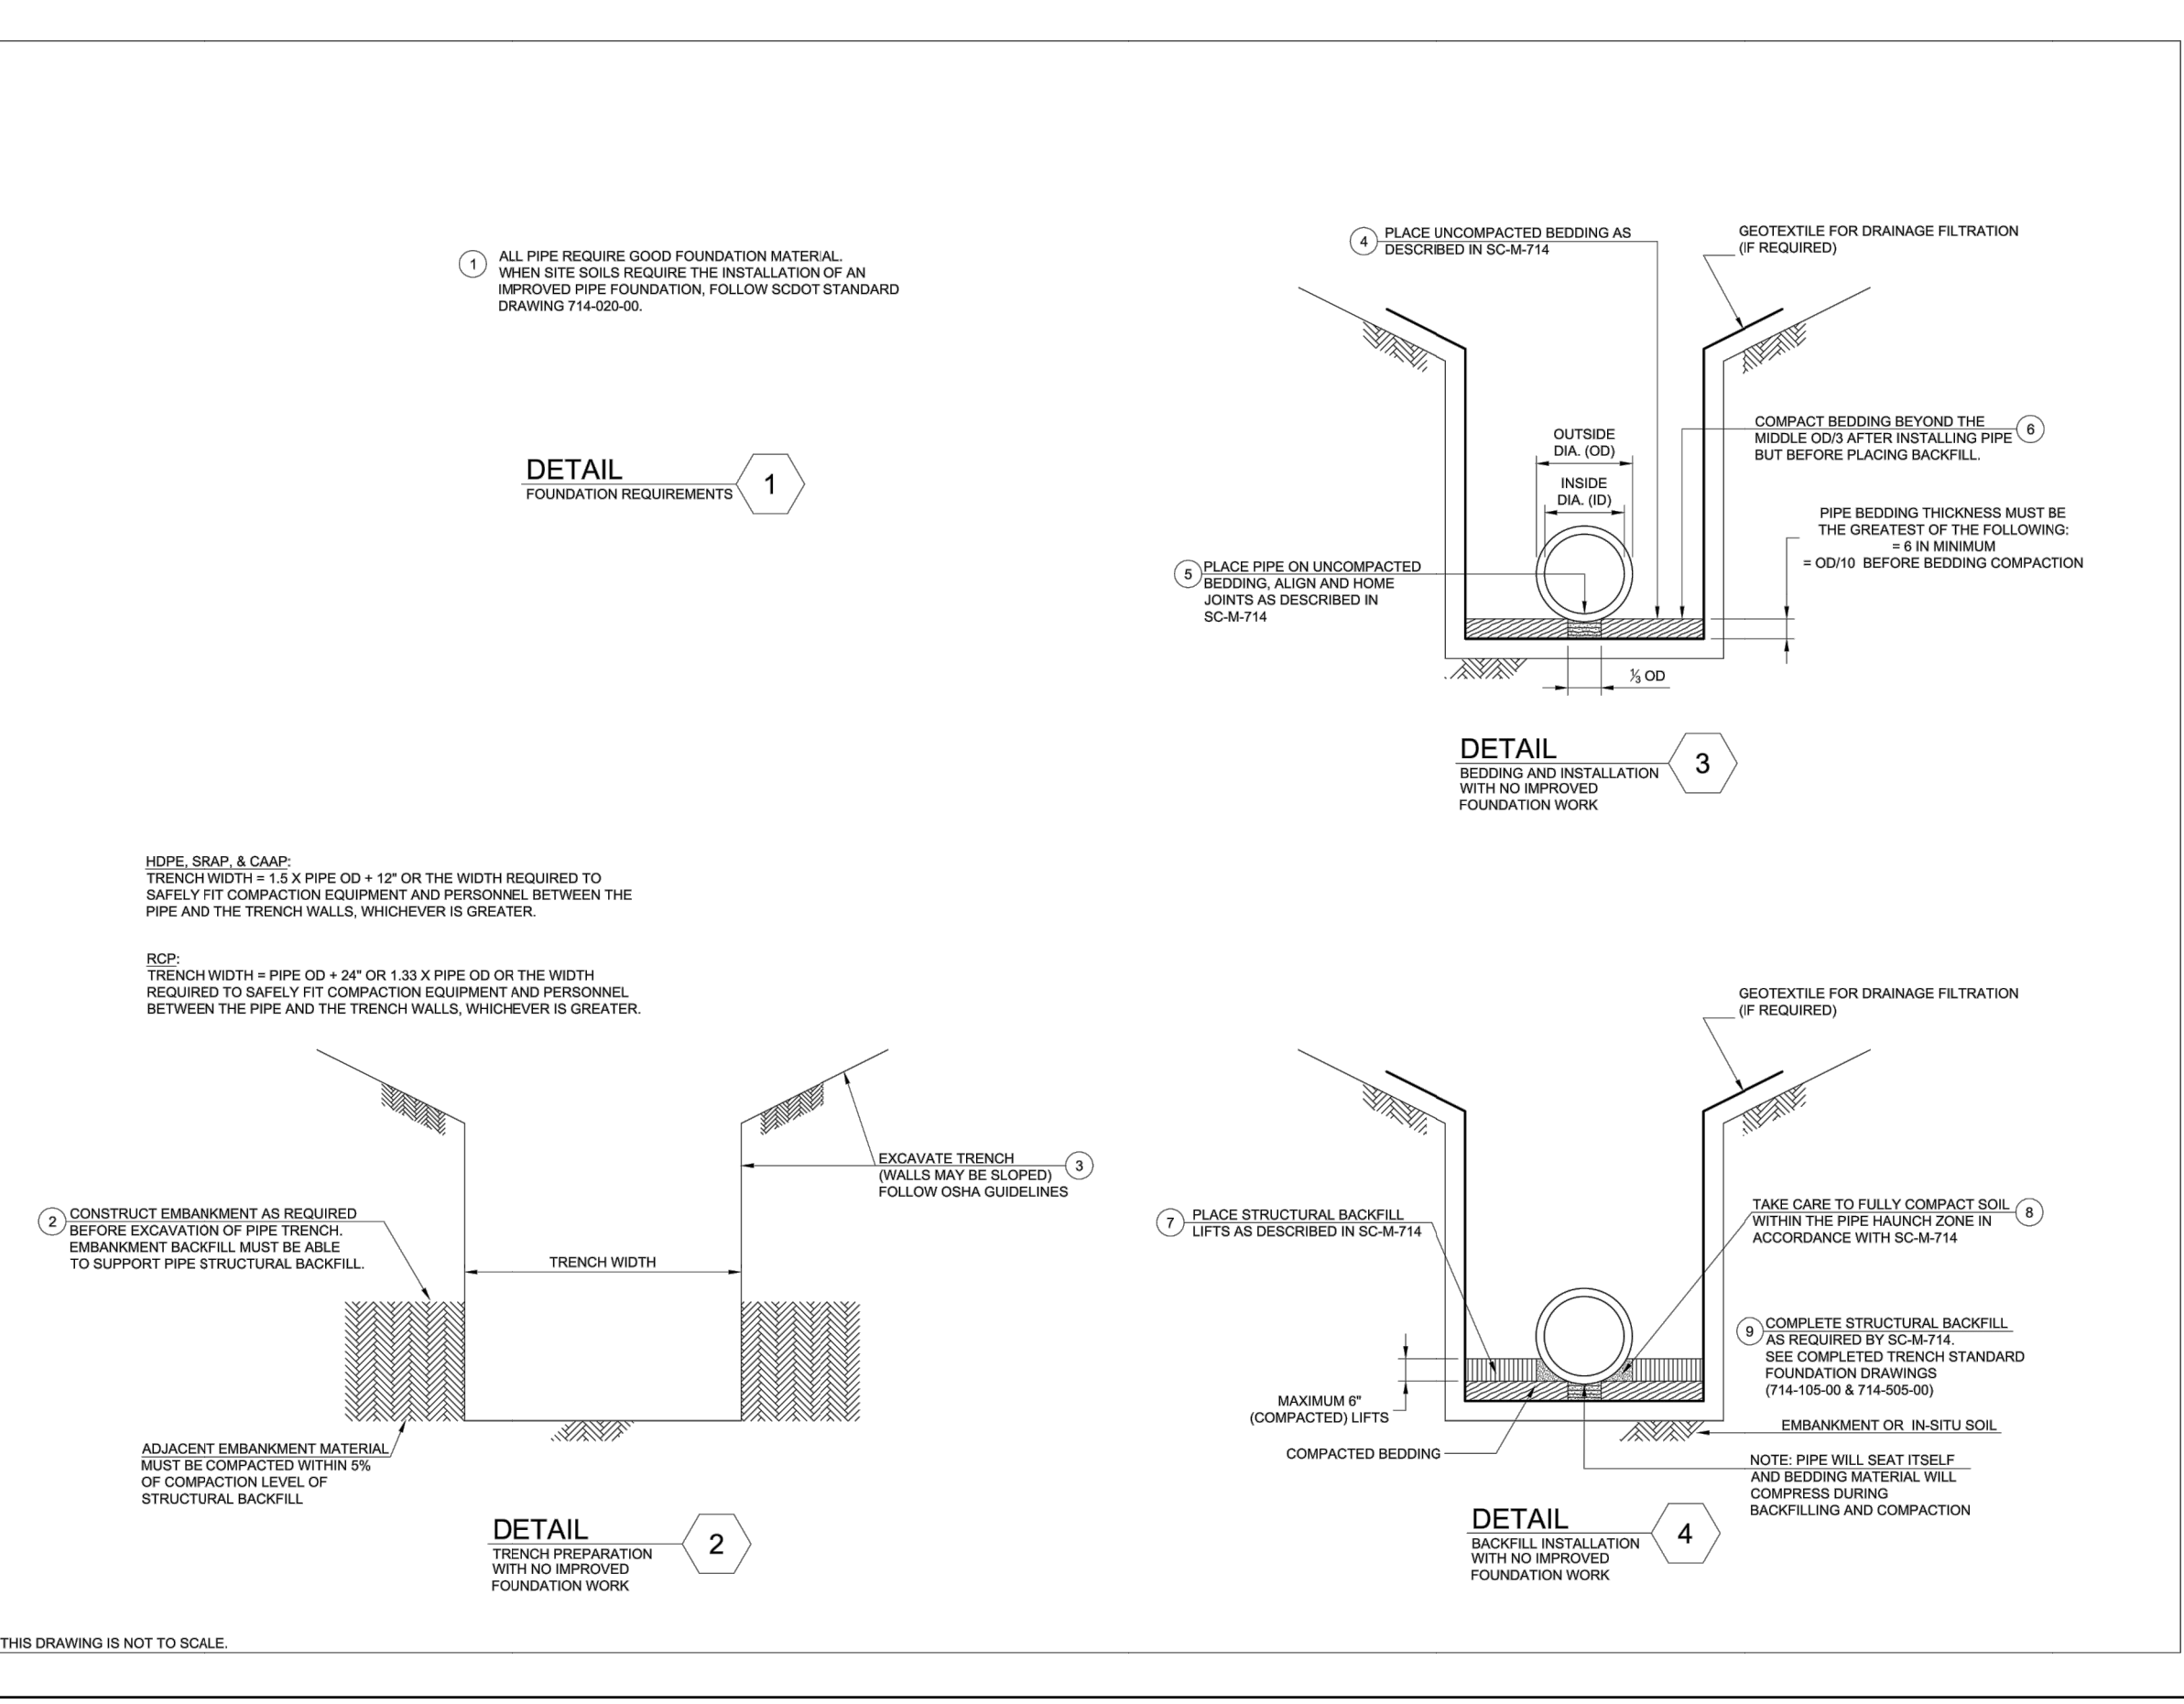 1
ALL PIPE REQUIRE GOOD FOUNDATION MATERIAL.
WHEN SITE SOILS REQUIRE THE INSTALLATION OF AN
IMPROVED PIPE FOUNDATION, FOLLOW SCDOT STANDARD
DRAWING 714-020-00.
DETAIL
FOUNDATION REQUIREMENTS
1
4
PLACE UNCOMPACTED BEDDING AS
DESCRIBED IN SC-M-714
GEOTEXTILE FOR DRAINAGE FILTRATION
(IF REQUIRED)
OUTSIDE
DIA. (OD)
INSIDE
DIA. (ID)
COMPACT BEDDING BEYOND THE
MIDDLE OD/3 AFTER INSTALLING PIPE
BUT BEFORE PLACING BACKFILL.
6
PIPE BEDDING THICKNESS MUST BE
THE GREATEST OF THE FOLLOWING:
= 6 IN MINIMUM
= OD/10 BEFORE BEDDING COMPACTION
5
PLACE PIPE ON UNCOMPACTED
BEDDING, ALIGN AND HOME
JOINTS AS DESCRIBED IN
SC-M-714
⅓ OD
DETAIL
BEDDING AND INSTALLATION
WITH NO IMPROVED
FOUNDATION WORK
3
HDPE, SRAP, & CAAP:
TRENCH WIDTH = 1.5 X PIPE OD + 12" OR THE WIDTH REQUIRED TO
SAFELY FIT COMPACTION EQUIPMENT AND PERSONNEL BETWEEN THE
PIPE AND THE TRENCH WALLS, WHICHEVER IS GREATER.
RCP:
TRENCH WIDTH = PIPE OD + 24" OR 1.33 X PIPE OD OR THE WIDTH
REQUIRED TO SAFELY FIT COMPACTION EQUIPMENT AND PERSONNEL
BETWEEN THE PIPE AND THE TRENCH WALLS, WHICHEVER IS GREATER.
EXCAVATE TRENCH
(WALLS MAY BE SLOPED)
FOLLOW OSHA GUIDELINES
3
2
CONSTRUCT EMBANKMENT AS REQUIRED
BEFORE EXCAVATION OF PIPE TRENCH.
EMBANKMENT BACKFILL MUST BE ABLE
TO SUPPORT PIPE STRUCTURAL BACKFILL.
TRENCH WIDTH
ADJACENT EMBANKMENT MATERIAL
MUST BE COMPACTED WITHIN 5%
OF COMPACTION LEVEL OF
STRUCTURAL BACKFILL
DETAIL
TRENCH PREPARATION
WITH NO IMPROVED
FOUNDATION WORK
2
GEOTEXTILE FOR DRAINAGE FILTRATION
(IF REQUIRED)
7
PLACE STRUCTURAL BACKFILL
LIFTS AS DESCRIBED IN SC-M-714
TAKE CARE TO FULLY COMPACT SOIL
WITHIN THE PIPE HAUNCH ZONE IN
ACCORDANCE WITH SC-M-714
8
9
COMPLETE STRUCTURAL BACKFILL
AS REQUIRED BY SC-M-714.
SEE COMPLETED TRENCH STANDARD
FOUNDATION DRAWINGS
(714-105-00 & 714-505-00)
MAXIMUM 6"
(COMPACTED) LIFTS
COMPACTED BEDDING
EMBANKMENT OR IN-SITU SOIL
NOTE: PIPE WILL SEAT ITSELF
AND BEDDING MATERIAL WILL
COMPRESS DURING
BACKFILLING AND COMPACTION
DETAIL
BACKFILL INSTALLATION
WITH NO IMPROVED
FOUNDATION WORK
4
THIS DRAWING IS NOT TO SCALE.